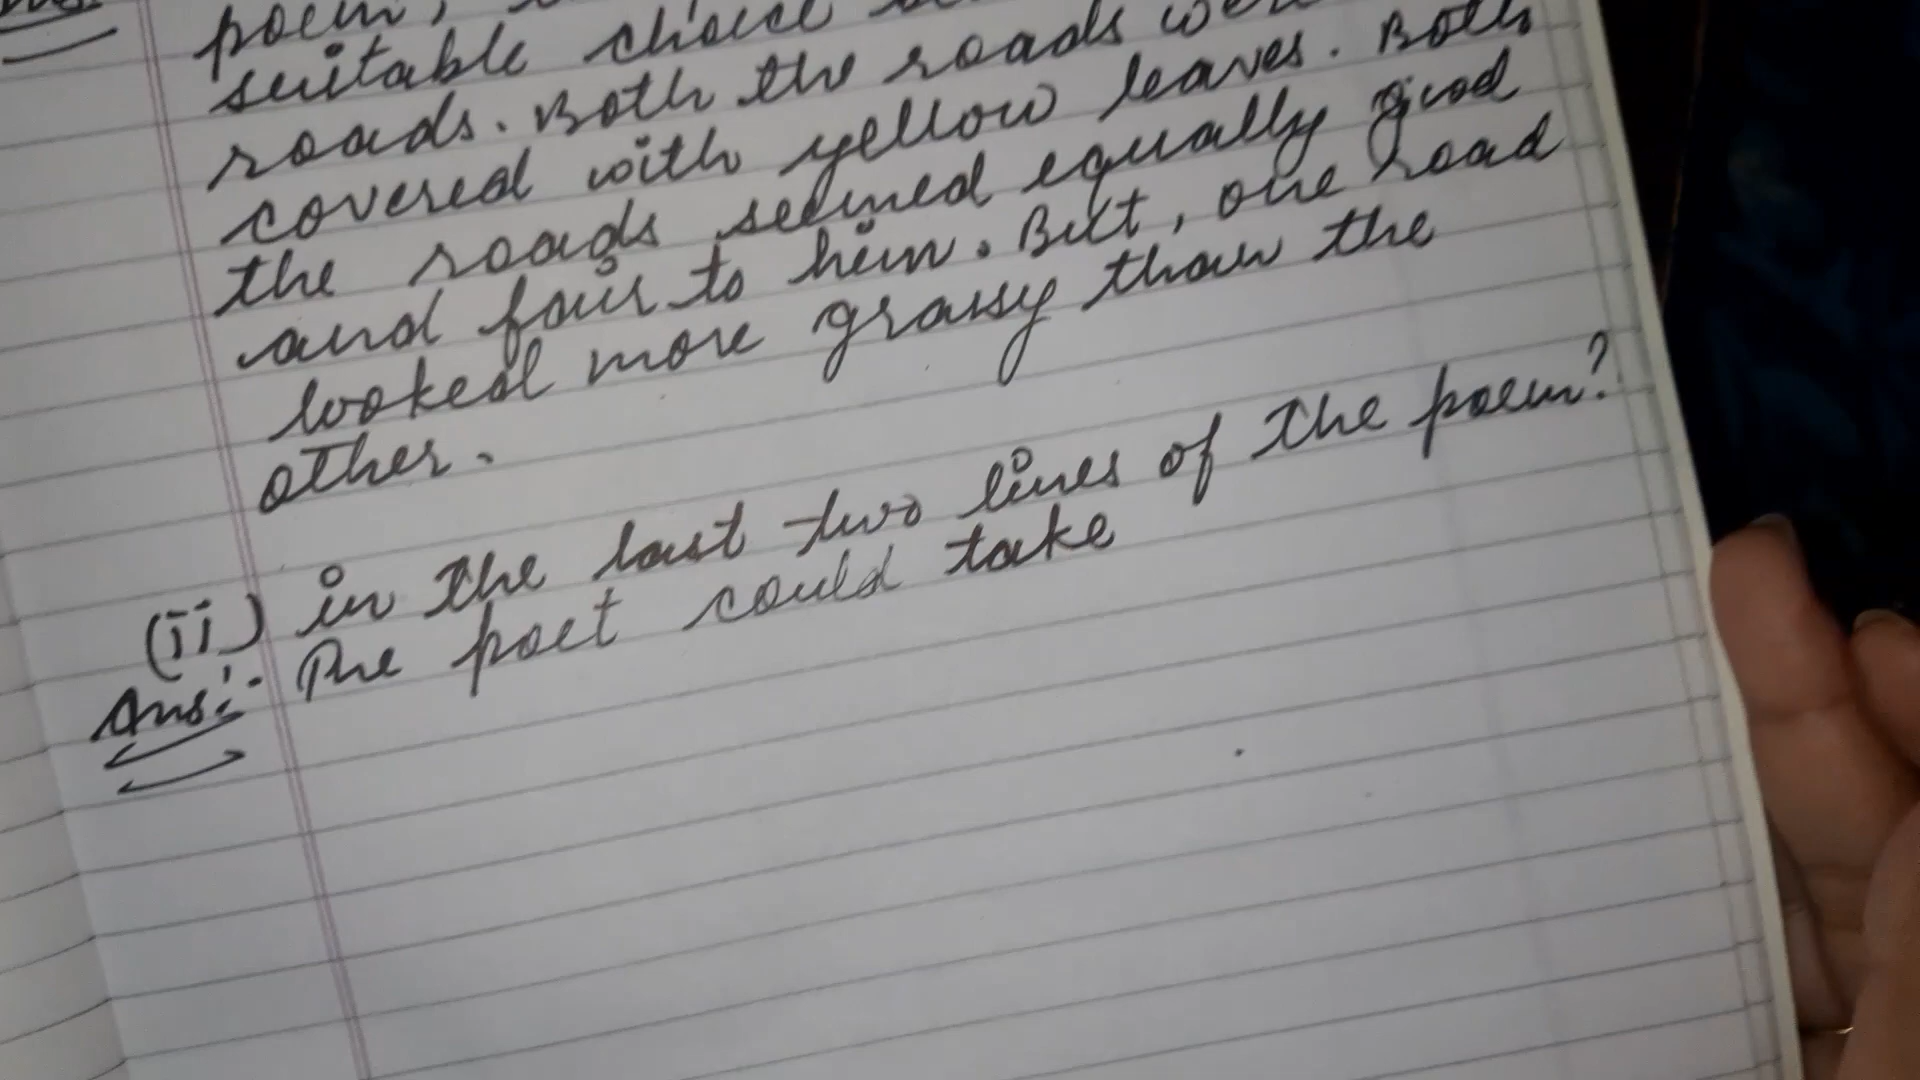 poem,
suitable choice
roads. Both the roads were
covered with yellow leaves. Both
the roads seemed equally good
and fair to him. But, one road
looked more grassy than the
other.
(ii) in the last two lines of the poem?
Ans:- The poet could take